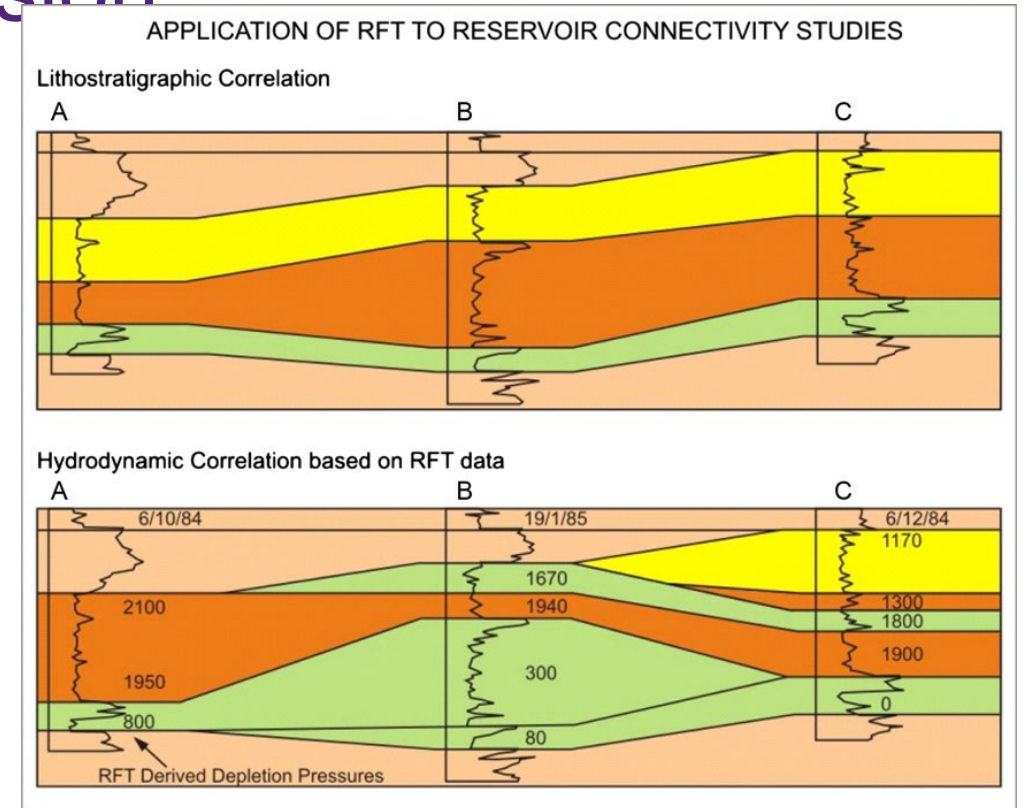 APPLICATION OF RFT TO RESERVOIR CONNECTIVITY STUDIES
Lithostratigraphic Correlation
A B C
Hydrodynamic Correlation based on RFT data
A B C
6/10/84 19/1/85 6/12/84
1170
1670
2100 1940 1300
1800
1900
300
1950
0
800
80
RFT Derived Depletion Pressures